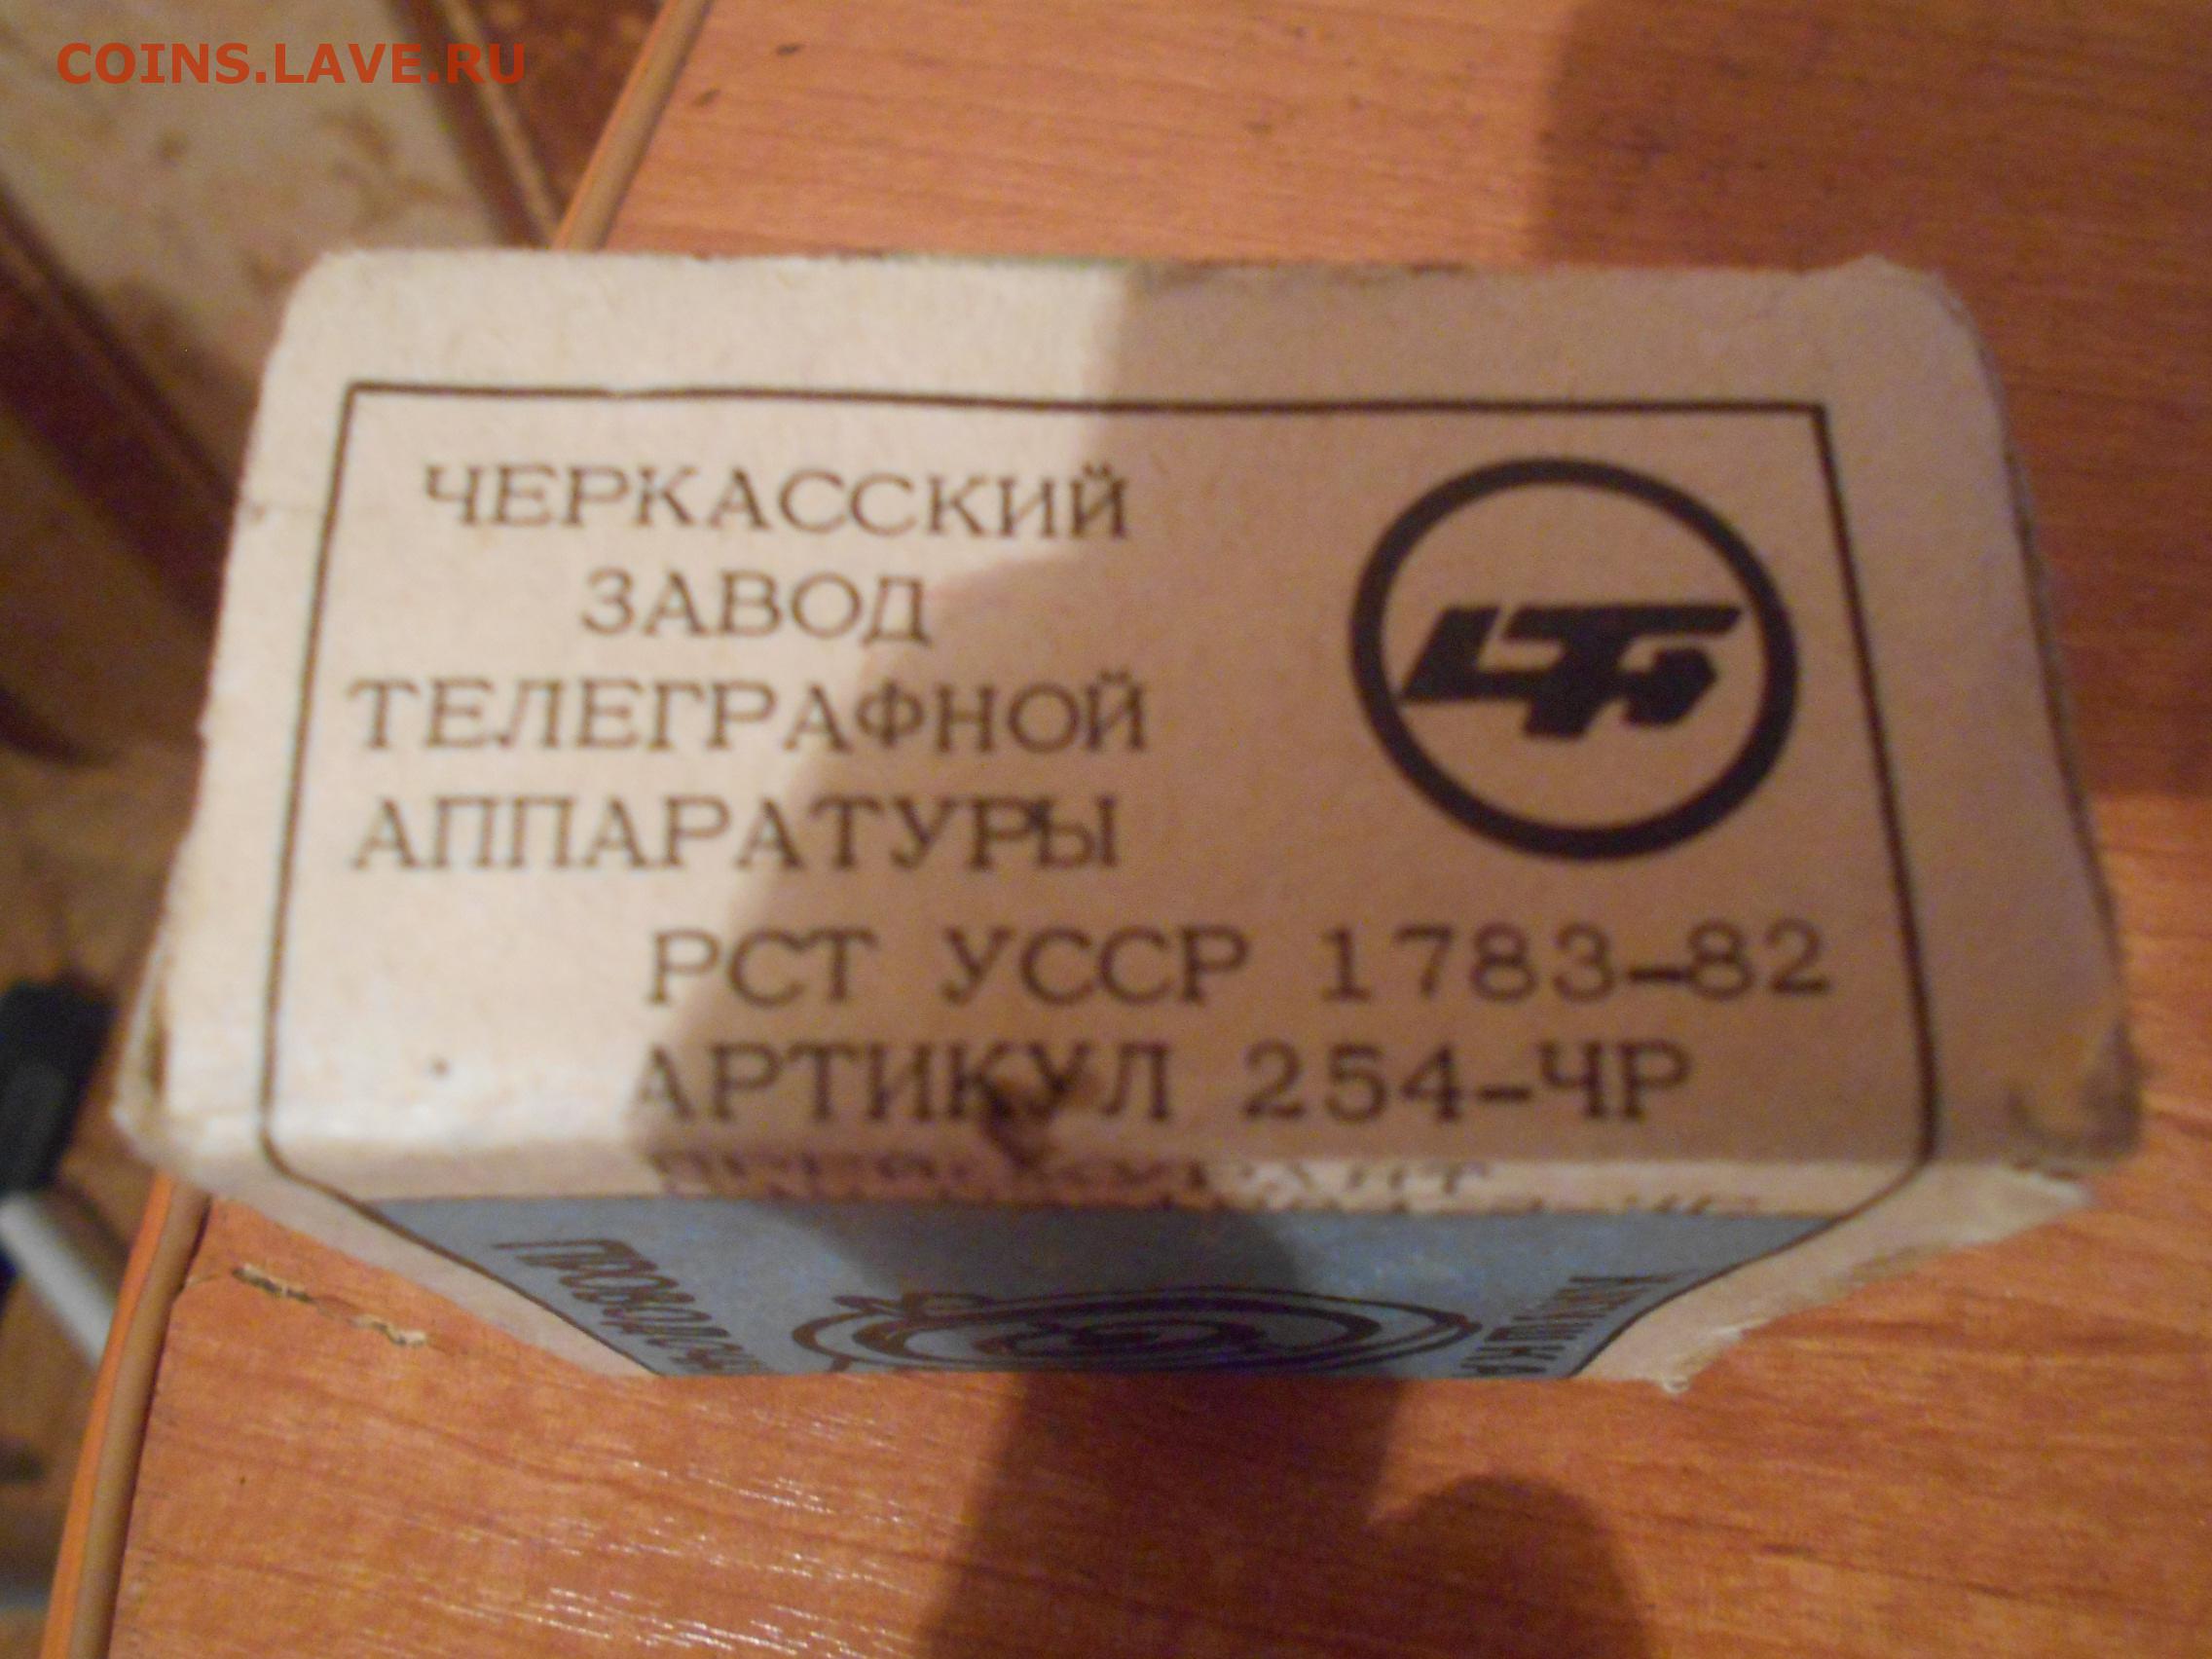 COINS.LAVE.RU
ЧЕРКАССКИЙ
ЗАВОД
ТЕЛЕГРАФНОЙ
АППАРАТУРЫ
РСТ УССР 1783-82
АРТИКУЛ 254-ЧР